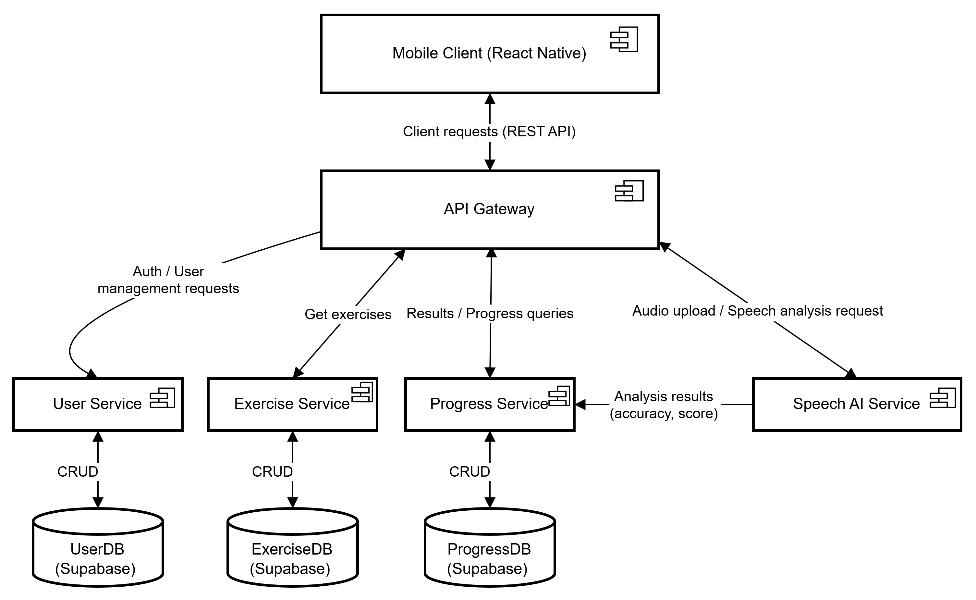 Mobile Client (React Native)
Client requests (REST API)
API Gateway
Auth / User
management requests
Get exercises
Results / Progress queries
Audio upload / Speech analysis request
User Service
Exercise Service
Progress Service
Analysis results
(accuracy, score)
Speech AI Service
CRUD
CRUD
CRUD
UserDB
(Supabase)
ExerciseDB
(Supabase)
ProgressDB
(Supabase)